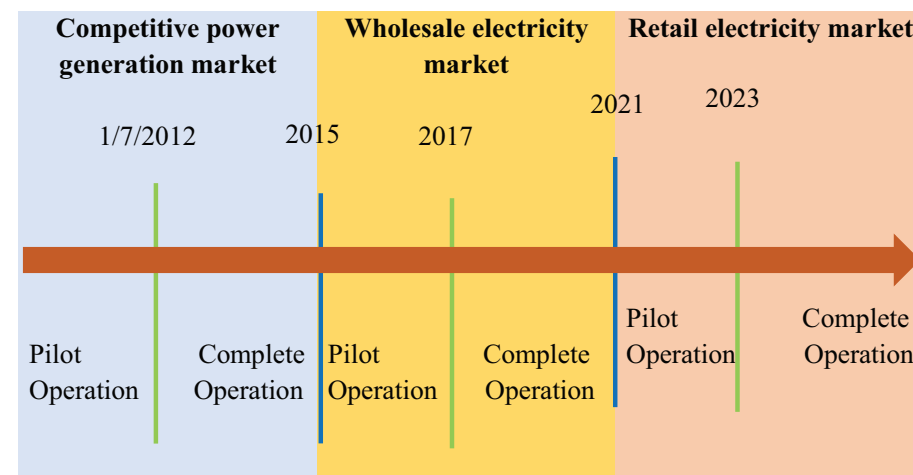 Competitive power
generation market
Wholesale electricity
market
Retail electricity market
1/7/2012
2015
2017
2021
2023
Pilot
Operation
Complete
Operation
Pilot
Operation
Complete
Operation
Pilot
Operation
Complete
Operation